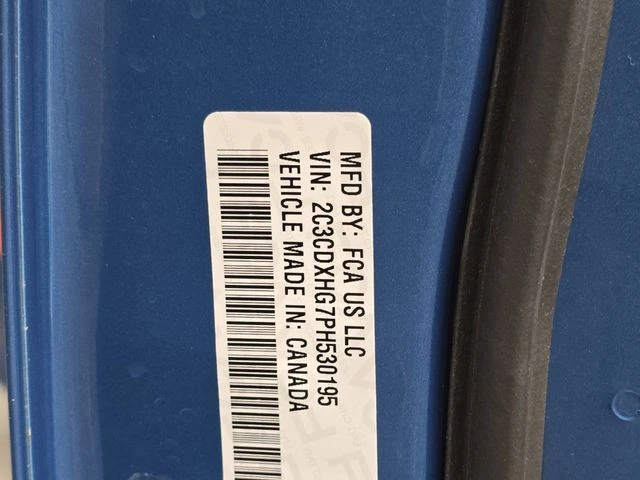 MFD BY: FCA US LLC
VIN: 2C3CDXHG7PH530195
VEHICLE MADE IN: CANADA